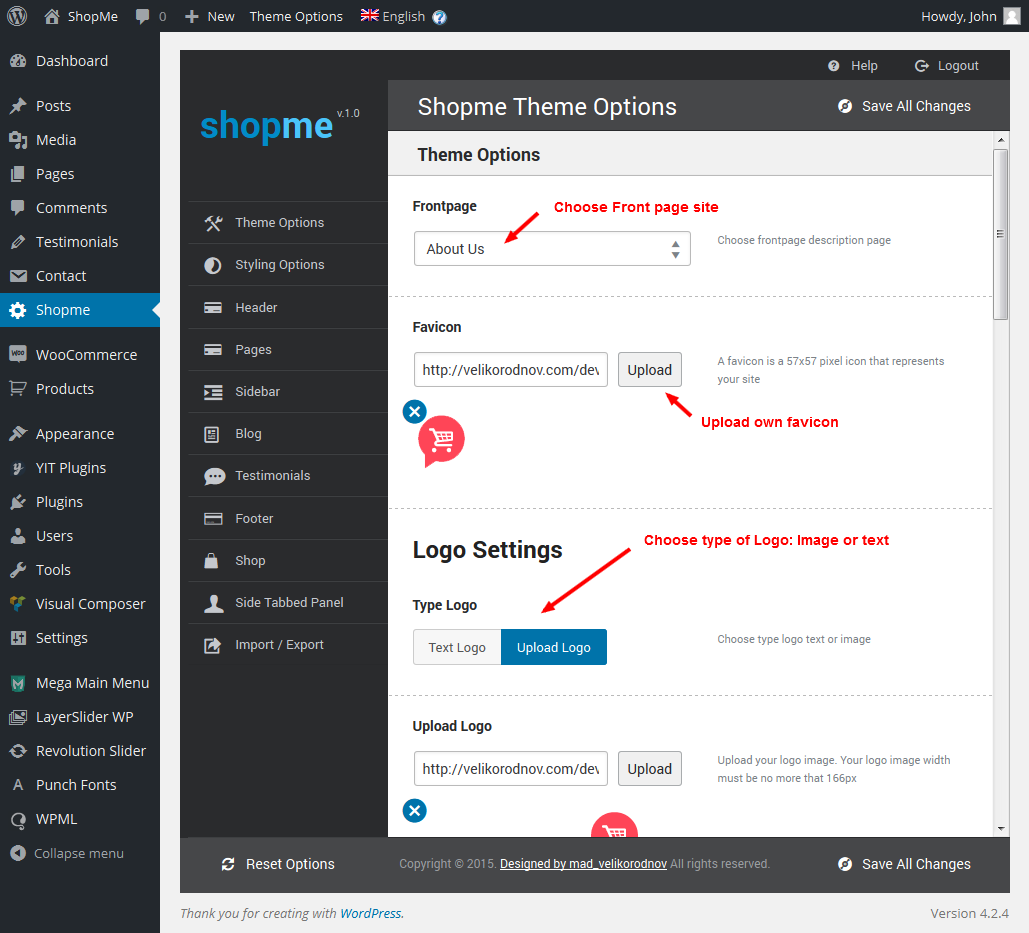 ShopMe 0 New Theme Options English Howdy, John
Dashboard
Posts
Media
Pages
Comments
Testimonials
Contact
Shopme
WooCommerce
Products
Appearance
YIT Plugins
Plugins
Users
Tools
Visual Composer
Settings
Mega Main Menu
LayerSlider WP
Revolution Slider
Punch Fonts
WPML
Collapse menu
Help Logout
shopme v.1.0
Shopme Theme Options Save All Changes
Theme Options
Styling Options
Header
Pages
Sidebar
Blog
Testimonials
Footer
Shop
Side Tabbed Panel
Import / Export
Theme Options
Frontpage
Choose Front page site
About Us
Choose frontpage description page
Favicon
http://velikorodnov.com/dev
Upload
A favicon is a 57x57 pixel icon that represents
your site
Upload own favicon
Logo Settings
Choose type of Logo: Image or text
Type Logo
Text Logo Upload Logo
Choose type logo text or image
Upload Logo
http://velikorodnov.com/dev
Upload
Upload your logo image. Your logo image width
must be no more that 166px
Reset Options
Copyright © 2015. Designed by mad_velikorodnov All rights reserved.
Save All Changes
Thank you for creating with WordPress.
Version 4.2.4